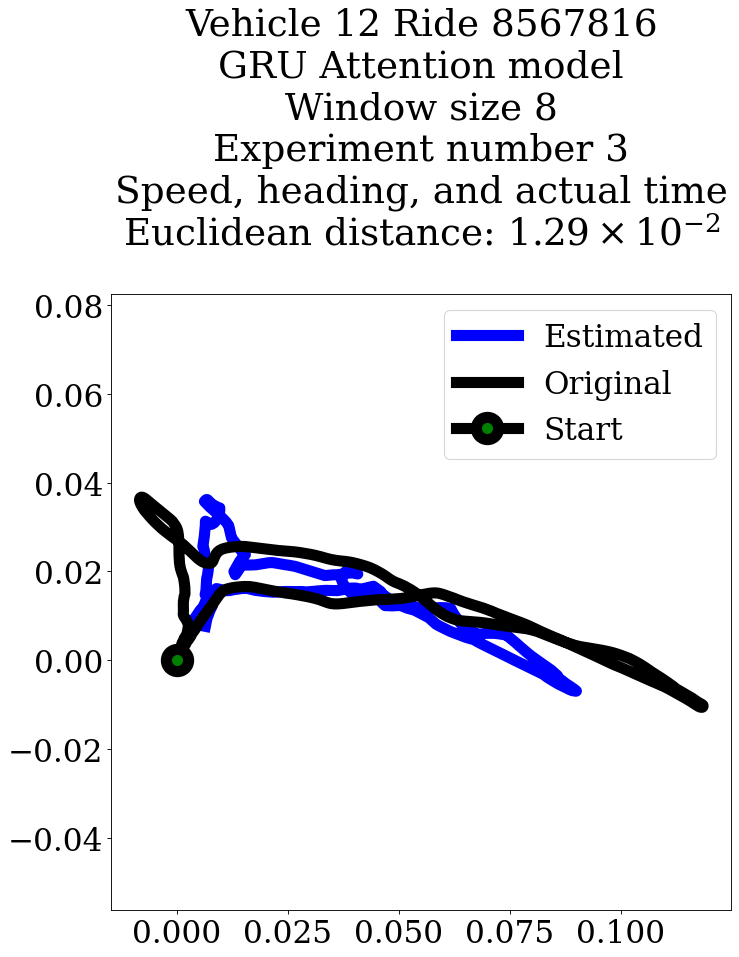 Vehicle 12 Ride 8567816
GRU Attention model
Window size 8
Experiment number 3
Speed, heading, and actual time
Euclidean distance: 1.29 × 10⁻²
Estimated
Original
Start
0.08
0.06
0.04
0.02
0.00
−0.02
−0.04
0.000 0.025 0.050 0.075 0.100